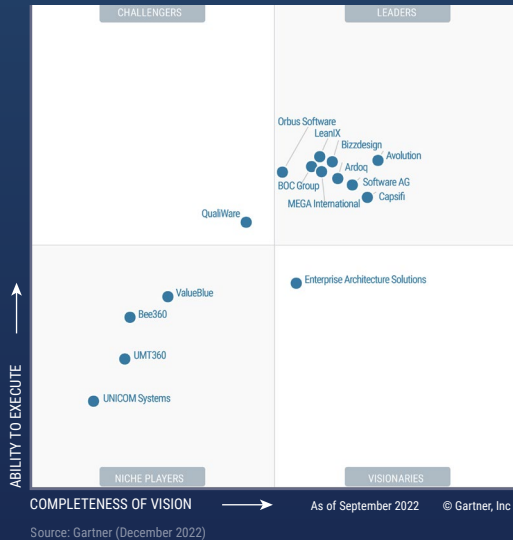 CHALLENGERS
LEADERS
Orbus Software
LeanIX
Bizzdesign
Avolution
Ardoq
Software AG
BOC Group
Capsifi
MEGA International
QualiWare
Enterprise Architecture Solutions
ValueBlue
Bee360
UMT360
UNICOM Systems
ABILITY TO EXECUTE
NICHE PLAYERS
VISIONARIES
COMPLETENESS OF VISION
As of September 2022
© Gartner, Inc
Source: Gartner (December 2022)